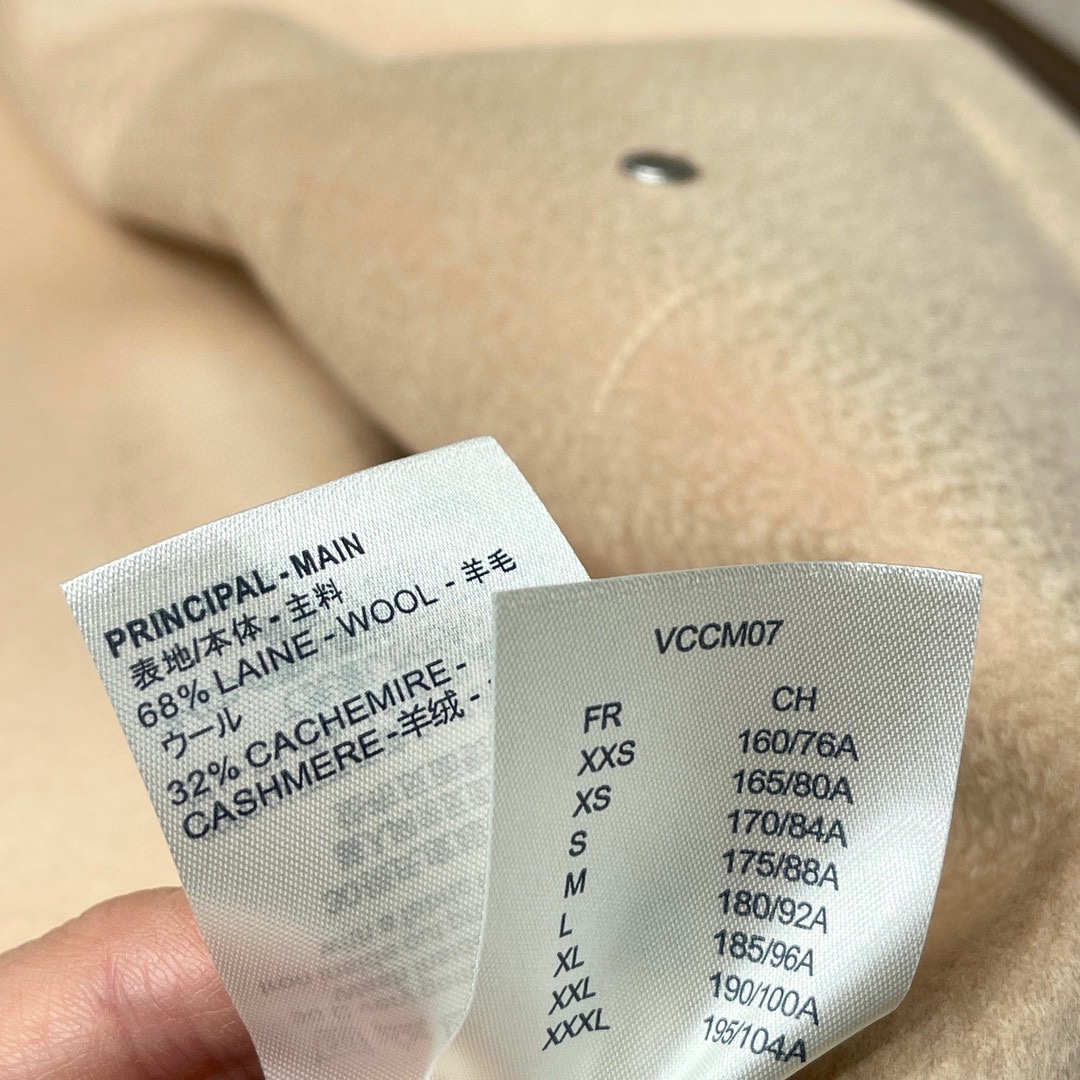 PRINCIPAL - MAIN
表地/本体 - 主料
68% LAINE - WOOL - 羊毛
ウール
32% CACHEMIRE -
CASHMERE -羊绒 -
VCCM07
FR CH
XXS 160/76A
XS 165/80A
S 170/84A
M 175/88A
L 180/92A
XL 185/96A
XXL 190/100A
XXXL 195/104A